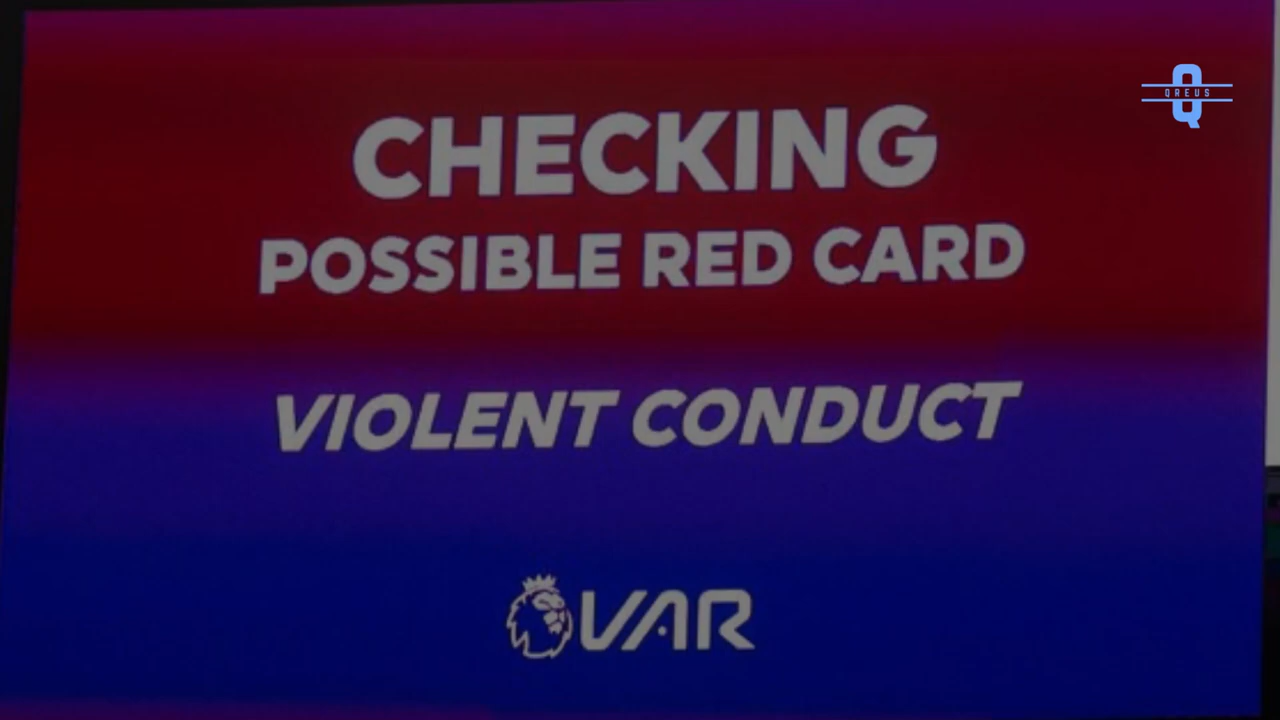 QREUS
CHECKING
POSSIBLE RED CARD
VIOLENT CONDUCT
VAR